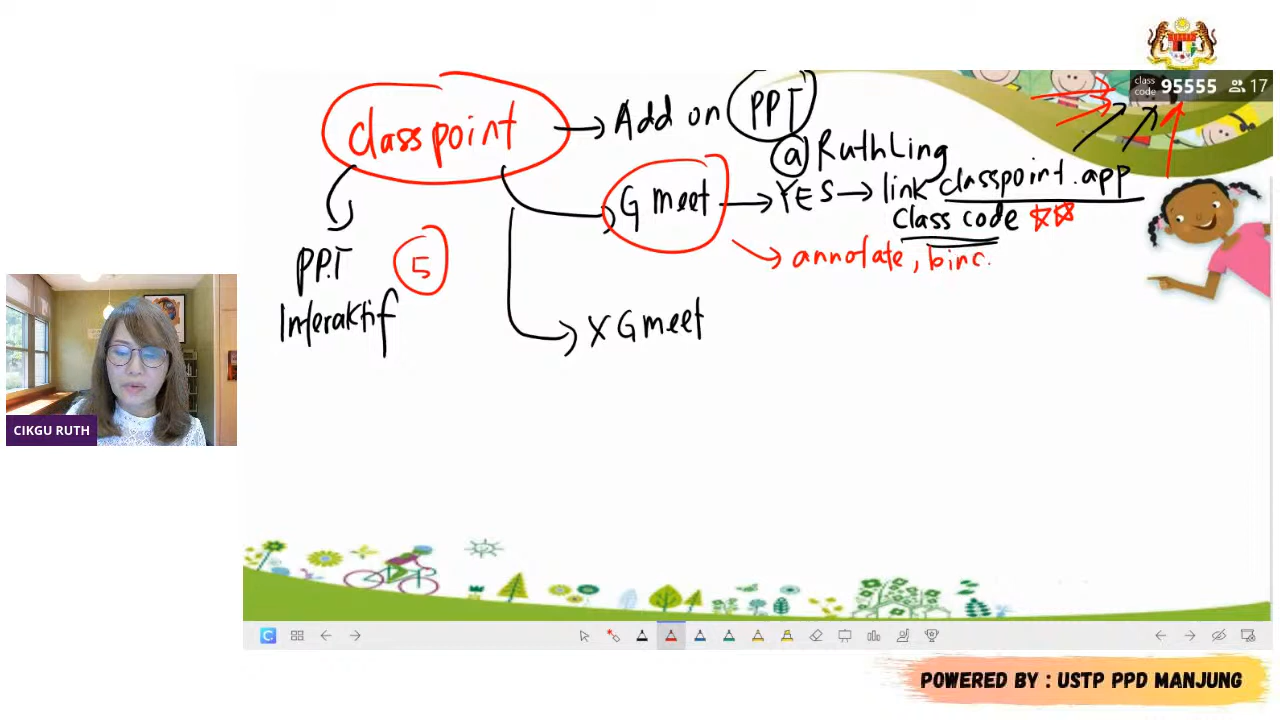 class code 95555 17
classpoint → Add on PPT
@ RuthLing
G meet → YES → link classpoint.app
class code
annotate, binc.
PPT 5
Interaktif
X G meet
CIKGU RUTH
POWERED BY : USTP PPD MANJUNG